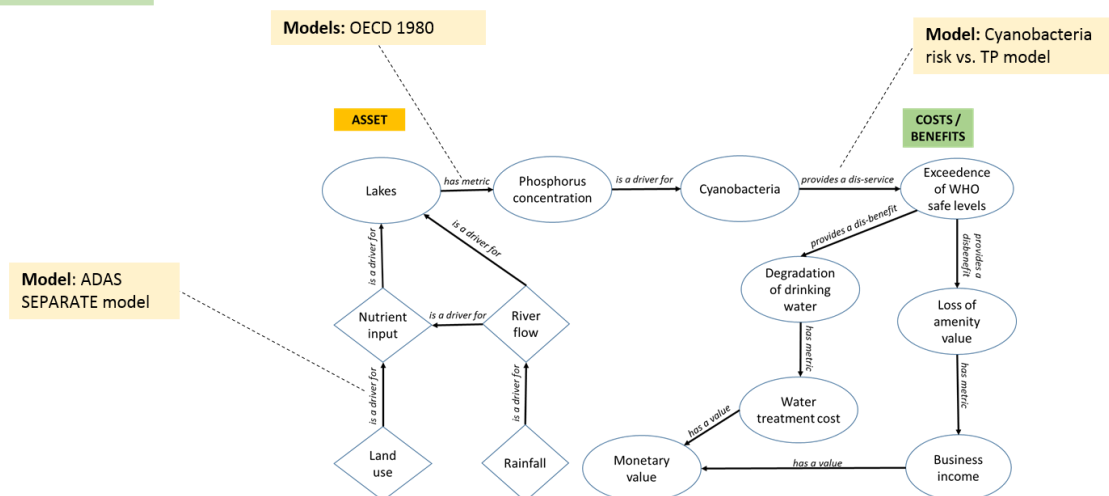 Models: OECD 1980
Model: Cyanobacteria
risk vs. TP model
ASSET
COSTS /
BENEFITS
Lakes
has metric
Phosphorus
concentration
is a driver for
Cyanobacteria
provides a dis-service
Exceedence
of WHO
safe levels
is a driver for
is a driver for
provides a dis-benefit
provides a
disbenefit
Model: ADAS
SEPARATE model
Degradation
of drinking
water
Nutrient
input
is a driver for
River
flow
Loss of
amenity
value
has metric
has metric
is a driver for
is a driver for
Water
treatment cost
has a value
Land
use
Rainfall
Monetary
value
has a value
Business
income